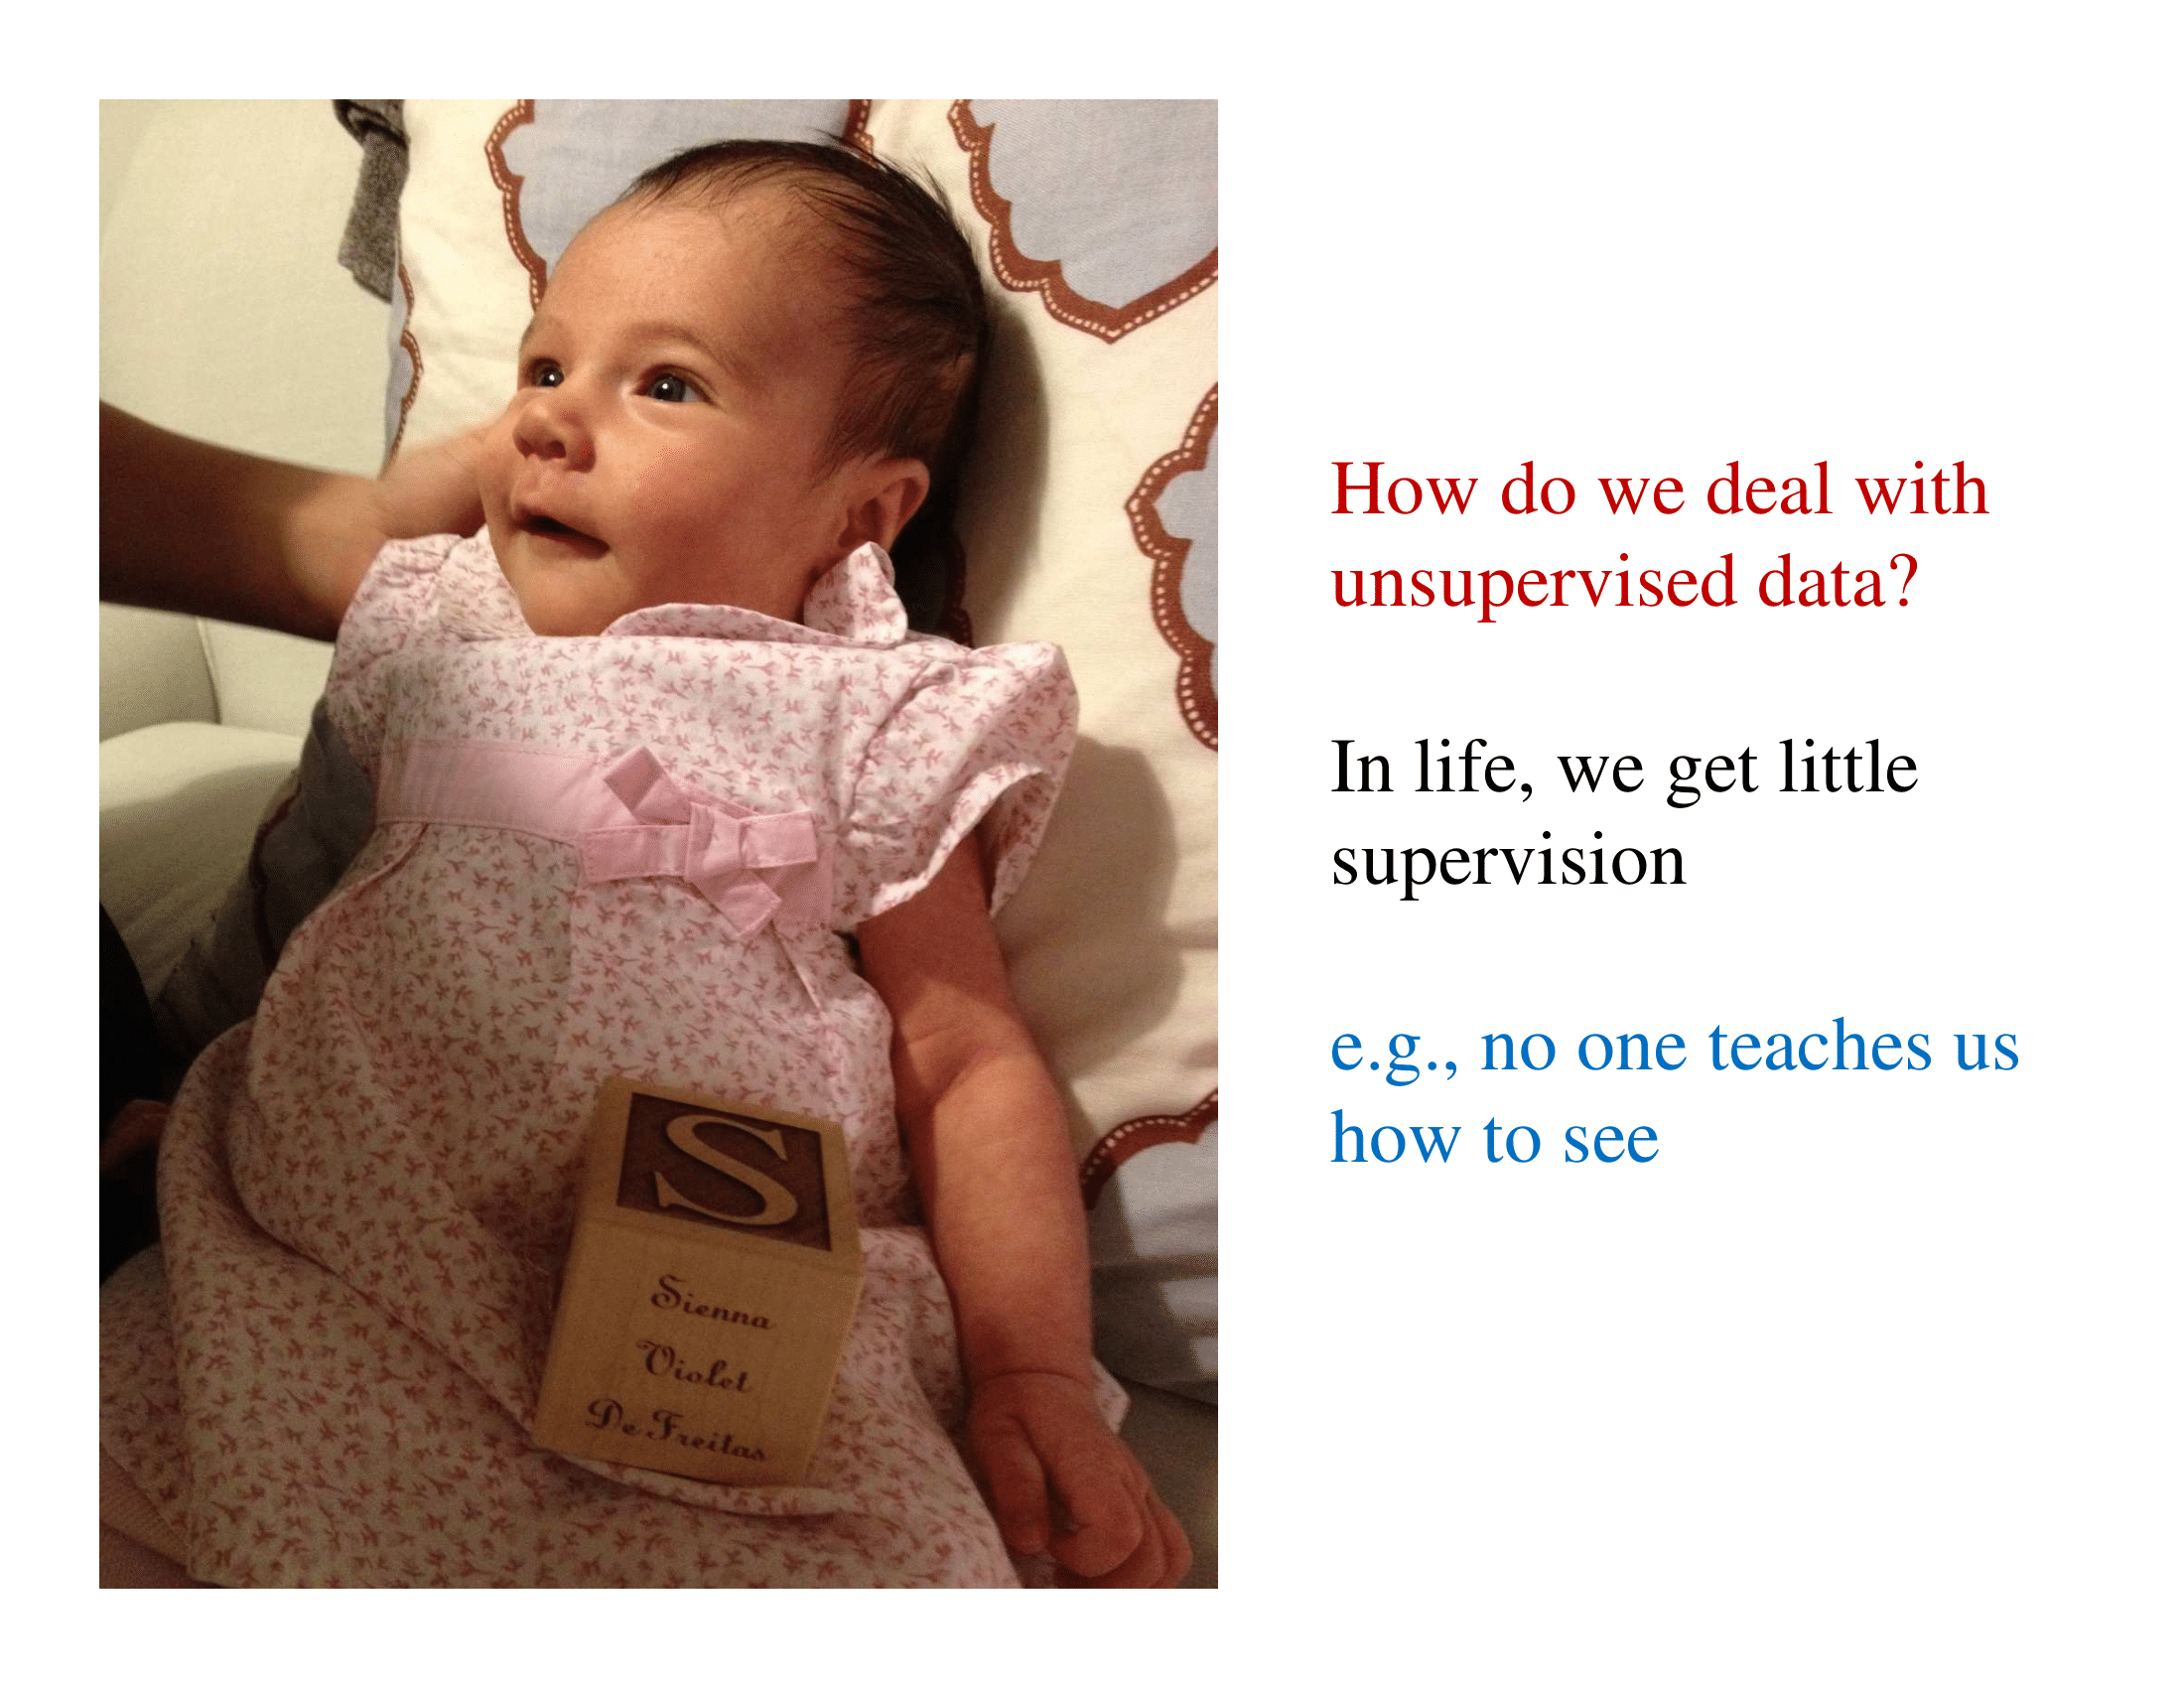 How do we deal with
unsupervised data?
In life, we get little
supervision
e.g., no one teaches us
how to see
S
Sienna
Violet
De Freitas